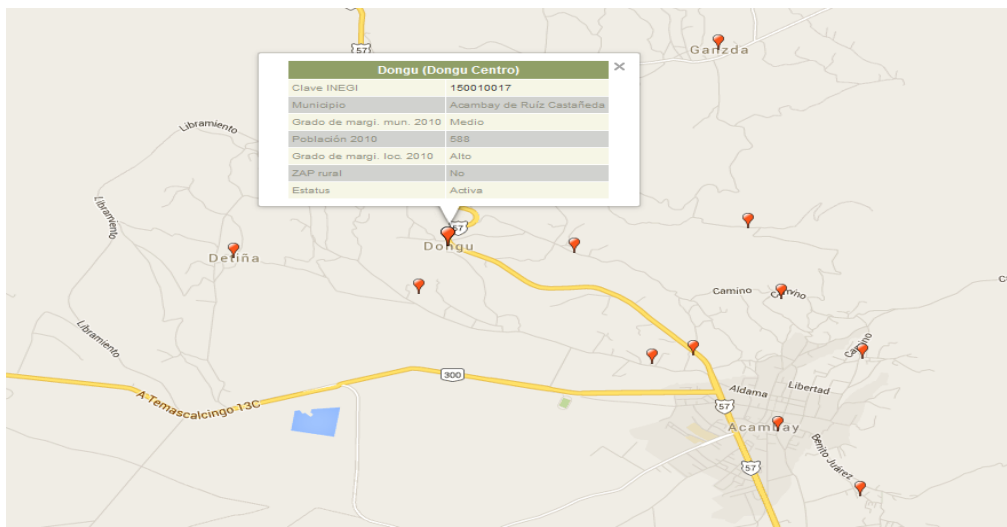 57
Ganzda
Dongu (Dongu Centro)
×
Clave INEGI 150010017
Municipio Acambay de Ruíz Castañeda
Grado de margi. mun. 2010 Medio
Población 2010 588
Grado de margi. loc. 2010 Alto
ZAP rural No
Estatus Activa
Libramiento
Libramiento
57
Dongu
Detiña
Camino
Camino
Libramiento
Camino
300
A Temascalcingo 13C
Aldama
Libertad
57
Acambay
Benito Juárez
57